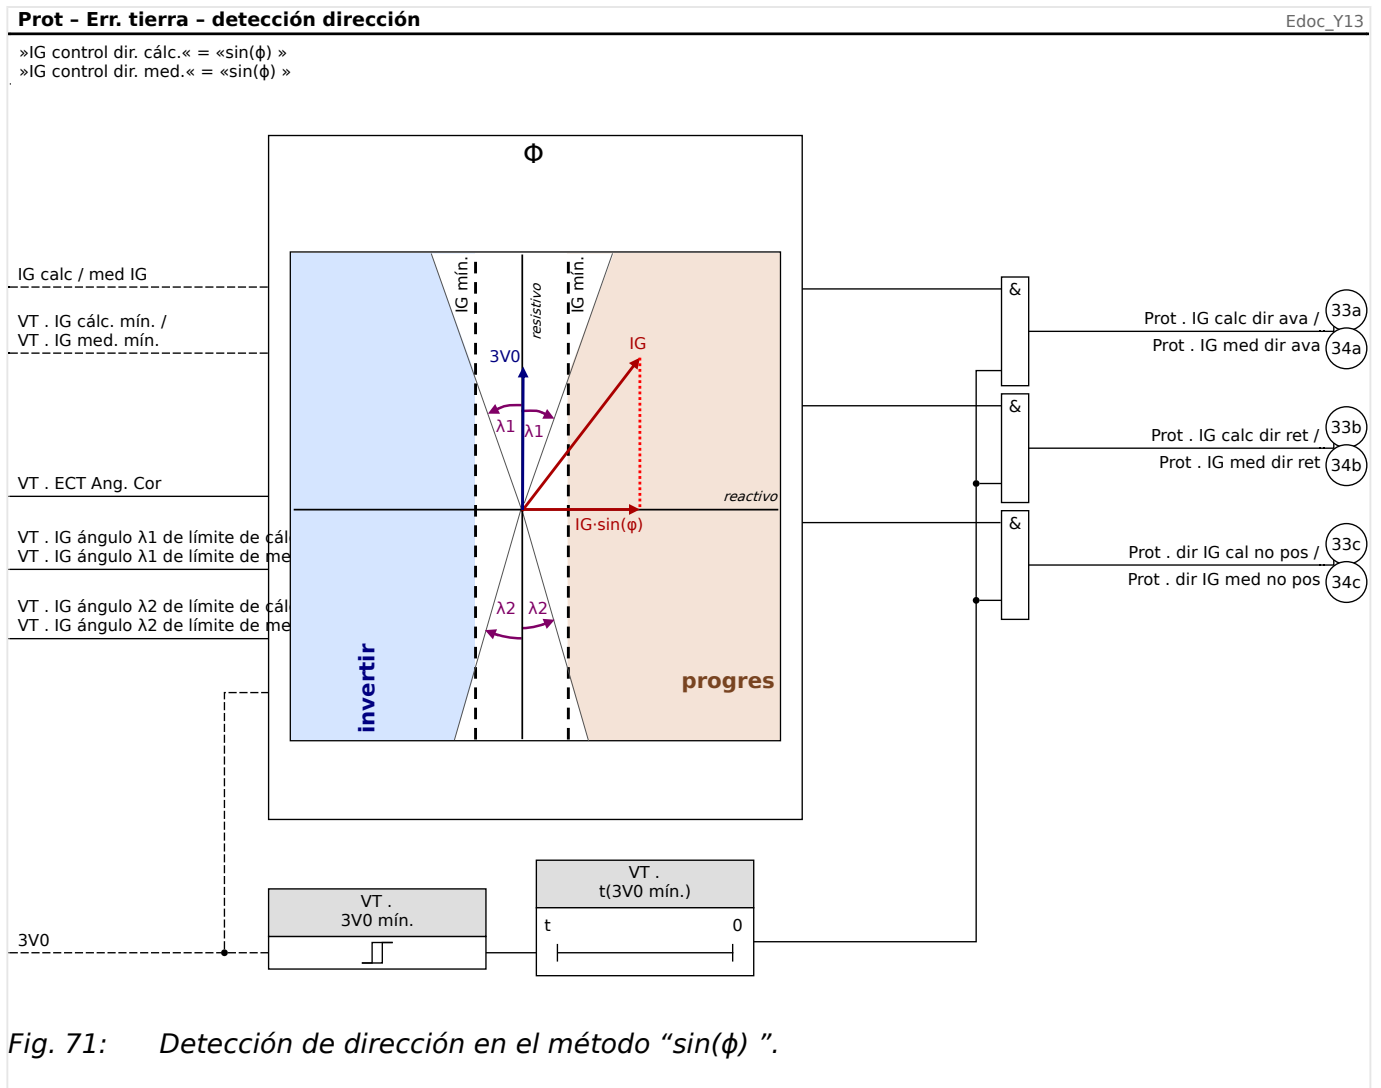 Prot – Err. tierra – detección dirección
Edoc_Y13
»IG control dir. cálc.« = «sin(ϕ) »
»IG control dir. med.« = «sin(ϕ) »
Φ
IG calc / med IG
VT . IG cálc. mín. /
VT . IG med. mín.
VT . ECT Ang. Cor
VT . IG ángulo λ1 de límite de cál
VT . IG ángulo λ1 de límite de me
VT . IG ángulo λ2 de límite de cál
VT . IG ángulo λ2 de límite de me
IG mín.
resistivo
IG mín.
3V0
IG
λ1
λ1
reactivo
IG·sin(φ)
λ2
λ2
invertir
progres
&
Prot . IG calc dir ava /
33a
Prot . IG med dir ava
34a
&
Prot . IG calc dir ret /
33b
Prot . IG med dir ret
34b
&
Prot . dir IG cal no pos /
33c
Prot . dir IG med no pos
34c
VT .
3V0 mín.
VT .
t(3V0 mín.)
t
0
3V0
Fig. 71: Detección de dirección en el método “sin(ϕ) ”.